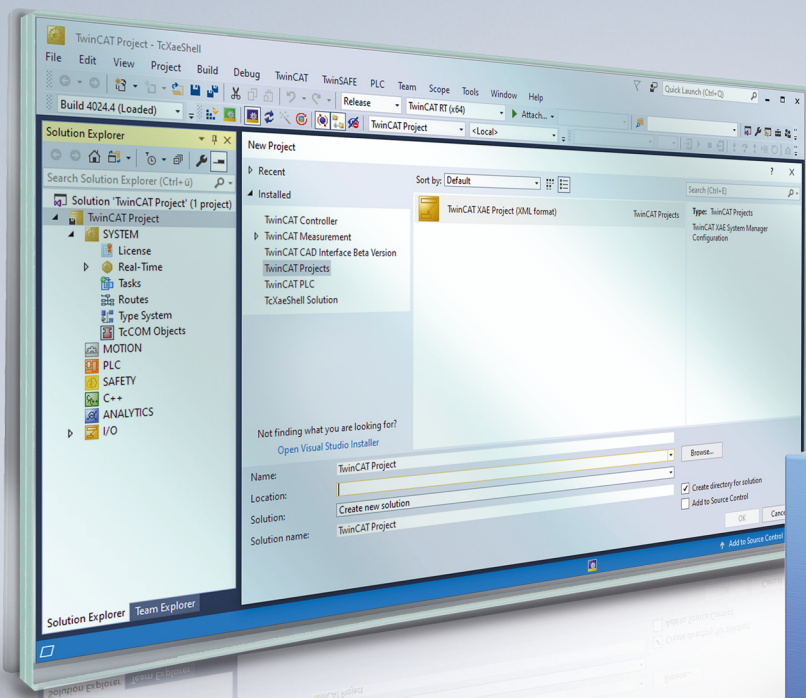 TwinCAT Project - TcXaeShell
File Edit View Project Build Debug TwinCAT TwinSAFE PLC Team Scope Tools Window Help
Quick Launch (Ctrl+Q)
Release TwinCAT RT (x64) Attach...
Build 4024.4 (Loaded) TwinCAT Project <Local>
Solution Explorer
Search Solution Explorer (Ctrl+ü)
Solution 'TwinCAT Project' (1 project)
TwinCAT Project
SYSTEM
License
Real-Time
Tasks
Routes
Type System
TcCOM Objects
MOTION
PLC
SAFETY
C++
ANALYTICS
I/O
Solution Explorer Team Explorer
New Project
? X
Recent
Installed
TwinCAT Controller
TwinCAT Measurement
TwinCAT CAD Interface Beta Version
TwinCAT Projects
TwinCAT PLC
TcXaeShell Solution
Not finding what you are looking for?
Open Visual Studio Installer
Sort by: Default
TwinCAT XAE Project (XML format) TwinCAT Projects
Search (Ctrl+E)
Type: TwinCAT Projects
TwinCAT XAE System Manager
Configuration
Name: TwinCAT Project
Location:
Browse...
Solution: Create new solution
Solution name: TwinCAT Project
Create directory for solution
Add to Source Control
OK Cance
Add to Source Control